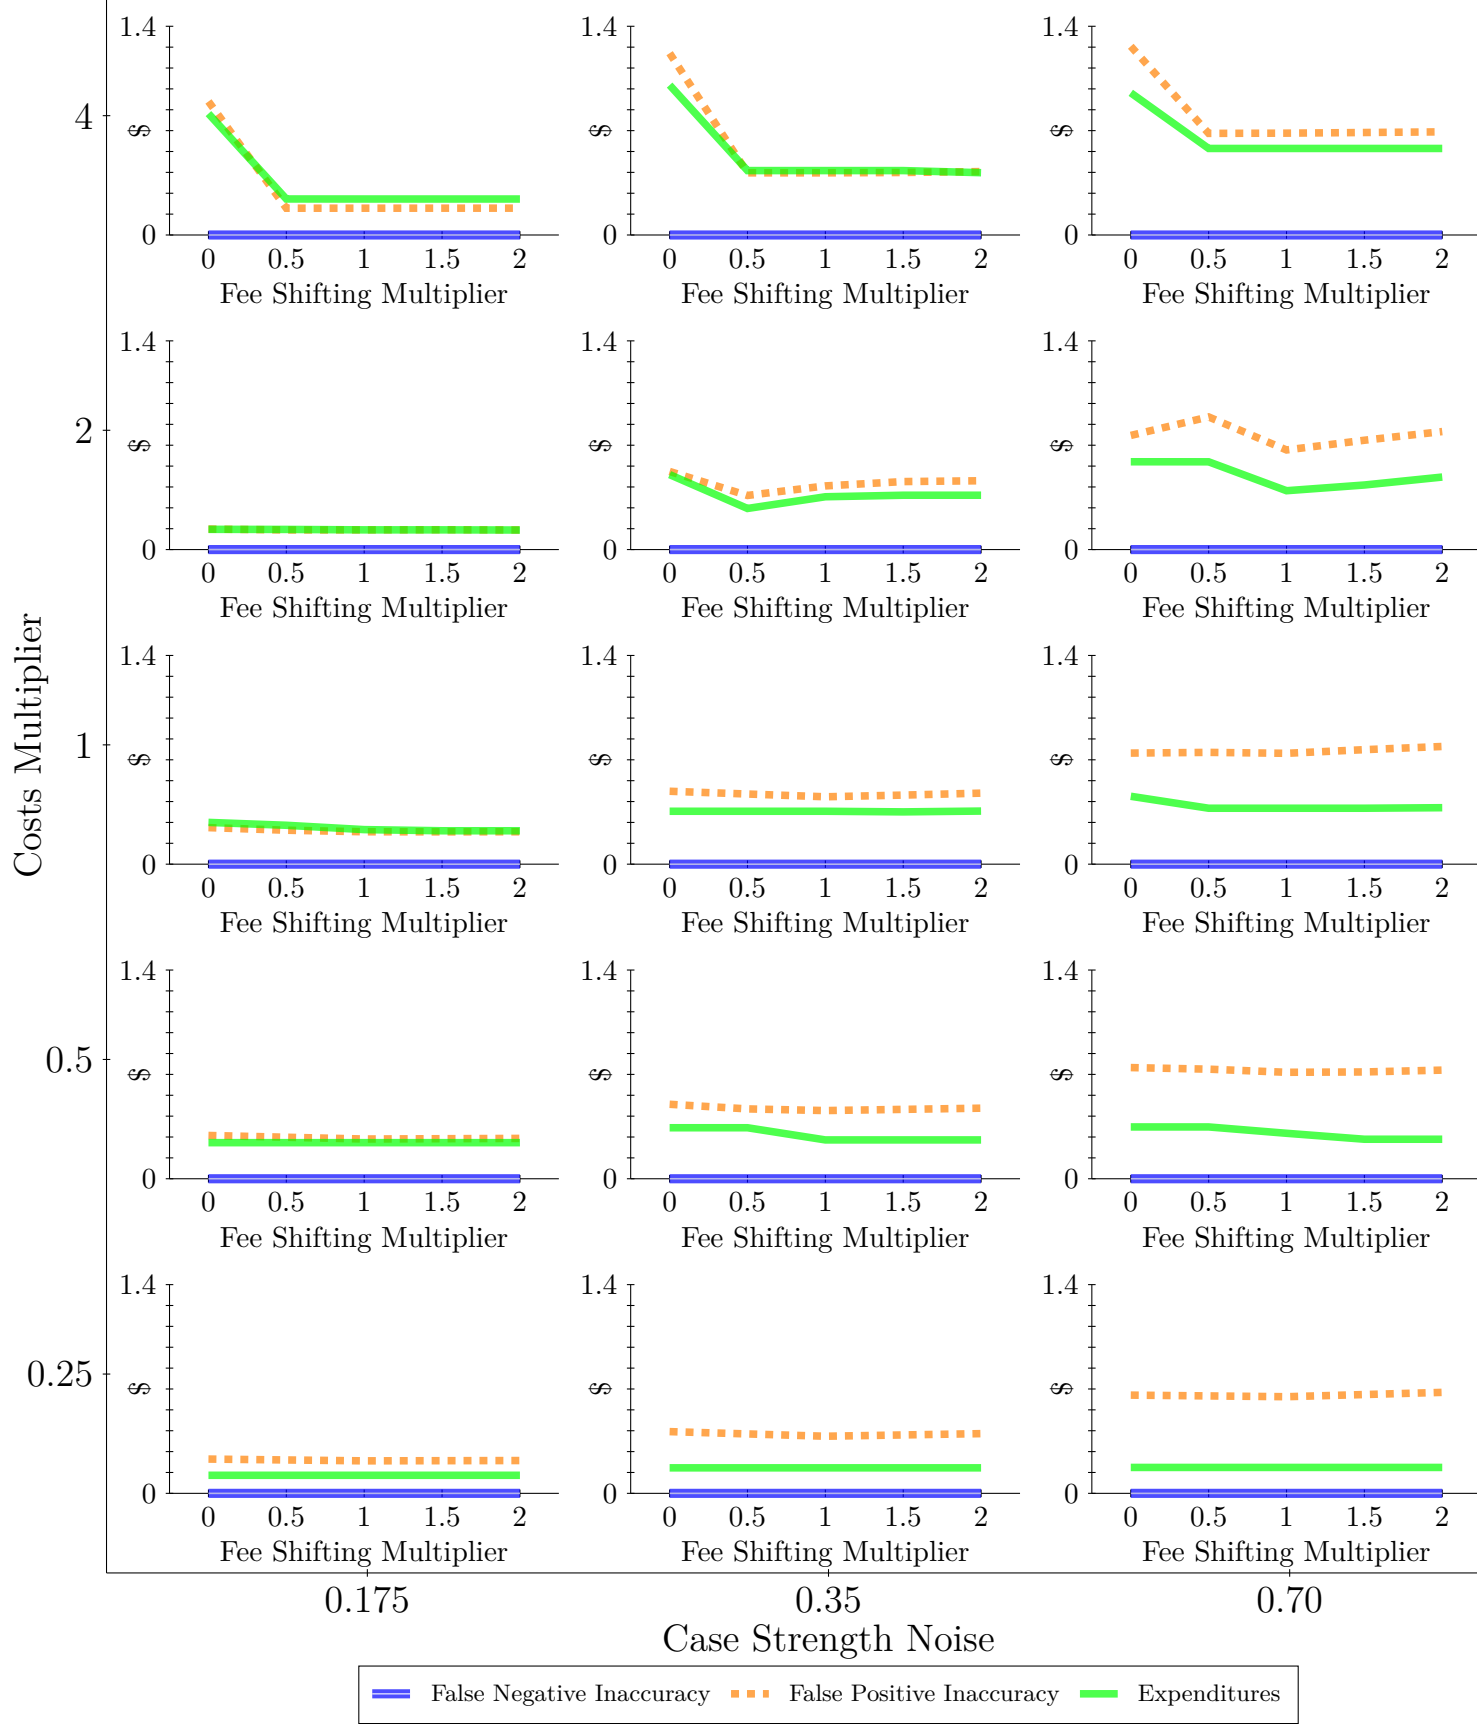 Costs Multiplier
4
1.4
$
0
0 0.5 1 1.5 2
Fee Shifting Multiplier
1.4
$
0
0 0.5 1 1.5 2
Fee Shifting Multiplier
1.4
$
0
0 0.5 1 1.5 2
Fee Shifting Multiplier
2
1.4
$
0
0 0.5 1 1.5 2
Fee Shifting Multiplier
1.4
$
0
0 0.5 1 1.5 2
Fee Shifting Multiplier
1.4
$
0
0 0.5 1 1.5 2
Fee Shifting Multiplier
1
1.4
$
0
0 0.5 1 1.5 2
Fee Shifting Multiplier
1.4
$
0
0 0.5 1 1.5 2
Fee Shifting Multiplier
1.4
$
0
0 0.5 1 1.5 2
Fee Shifting Multiplier
0.5
1.4
$
0
0 0.5 1 1.5 2
Fee Shifting Multiplier
1.4
$
0
0 0.5 1 1.5 2
Fee Shifting Multiplier
1.4
$
0
0 0.5 1 1.5 2
Fee Shifting Multiplier
0.25
1.4
$
0
0 0.5 1 1.5 2
Fee Shifting Multiplier
1.4
$
0
0 0.5 1 1.5 2
Fee Shifting Multiplier
1.4
$
0
0 0.5 1 1.5 2
Fee Shifting Multiplier
0.175 0.35 0.70
Case Strength Noise
False Negative Inaccuracy False Positive Inaccuracy Expenditures